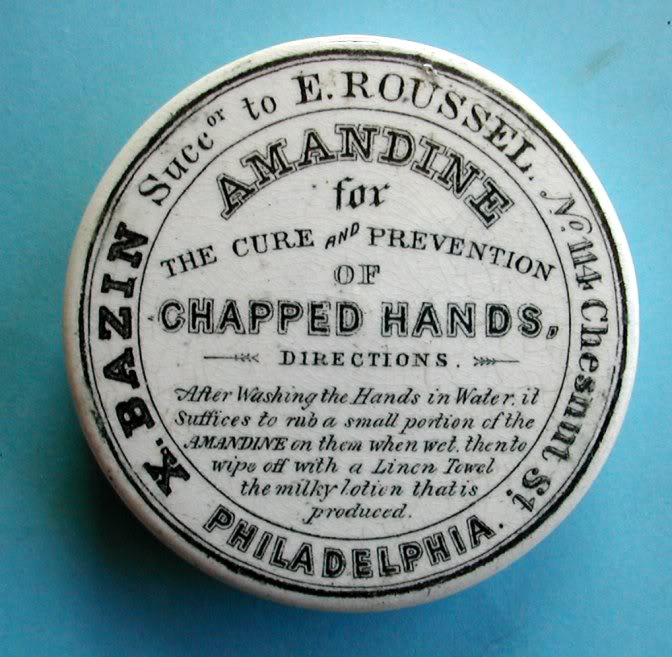 X. BAZIN Succor to E. ROUSSEL. No 114 Chesnut St.
PHILADELPHIA.
AMANDINE
for
THE CURE AND PREVENTION
OF
CHAPPED HANDS,
DIRECTIONS.
After Washing the Hands in Water, it
Suffices to rub a small portion of the
AMANDINE on them when wet, then to
wipe off with a Linen Towel
the milky lotion that is
produced.